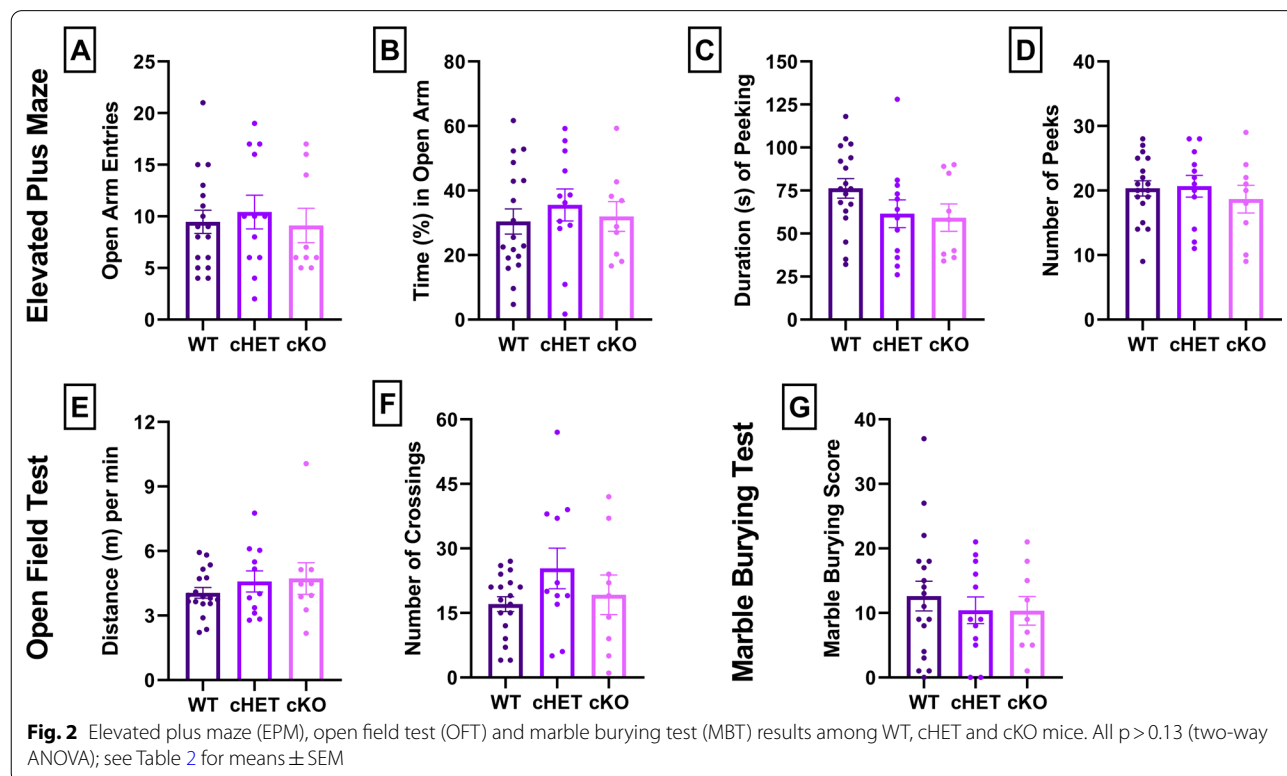 Elevated Plus Maze
A
Open Arm Entries
25
20
15
10
5
0
WT cHET cKO
B
Time (%) in Open Arm
80
60
40
20
0
WT cHET cKO
C
Duration (s) of Peeking
150
125
100
75
50
25
0
WT cHET cKO
D
Number of Peeks
40
30
20
10
0
WT cHET cKO
Open Field Test
E
Distance (m) per min
12
9
6
3
0
WT cHET cKO
F
Number of Crossings
60
45
30
15
0
WT cHET cKO
Marble Burying Test
G
Marble Burying Score
40
30
20
10
0
WT cHET cKO
Fig. 2 Elevated plus maze (EPM), open field test (OFT) and marble burying test (MBT) results among WT, cHET and cKO mice. All p > 0.13 (two-way
ANOVA); see Table 2 for means ± SEM